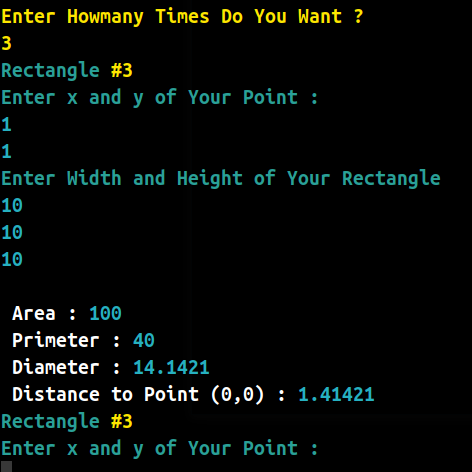 Enter Howmany Times Do You Want ?
3
Rectangle #3
Enter x and y of Your Point :
1
1
Enter Width and Height of Your Rectangle
10
10
10
Area : 100
Primeter : 40
Diameter : 14.1421
Distance to Point (0,0) : 1.41421
Rectangle #3
Enter x and y of Your Point :